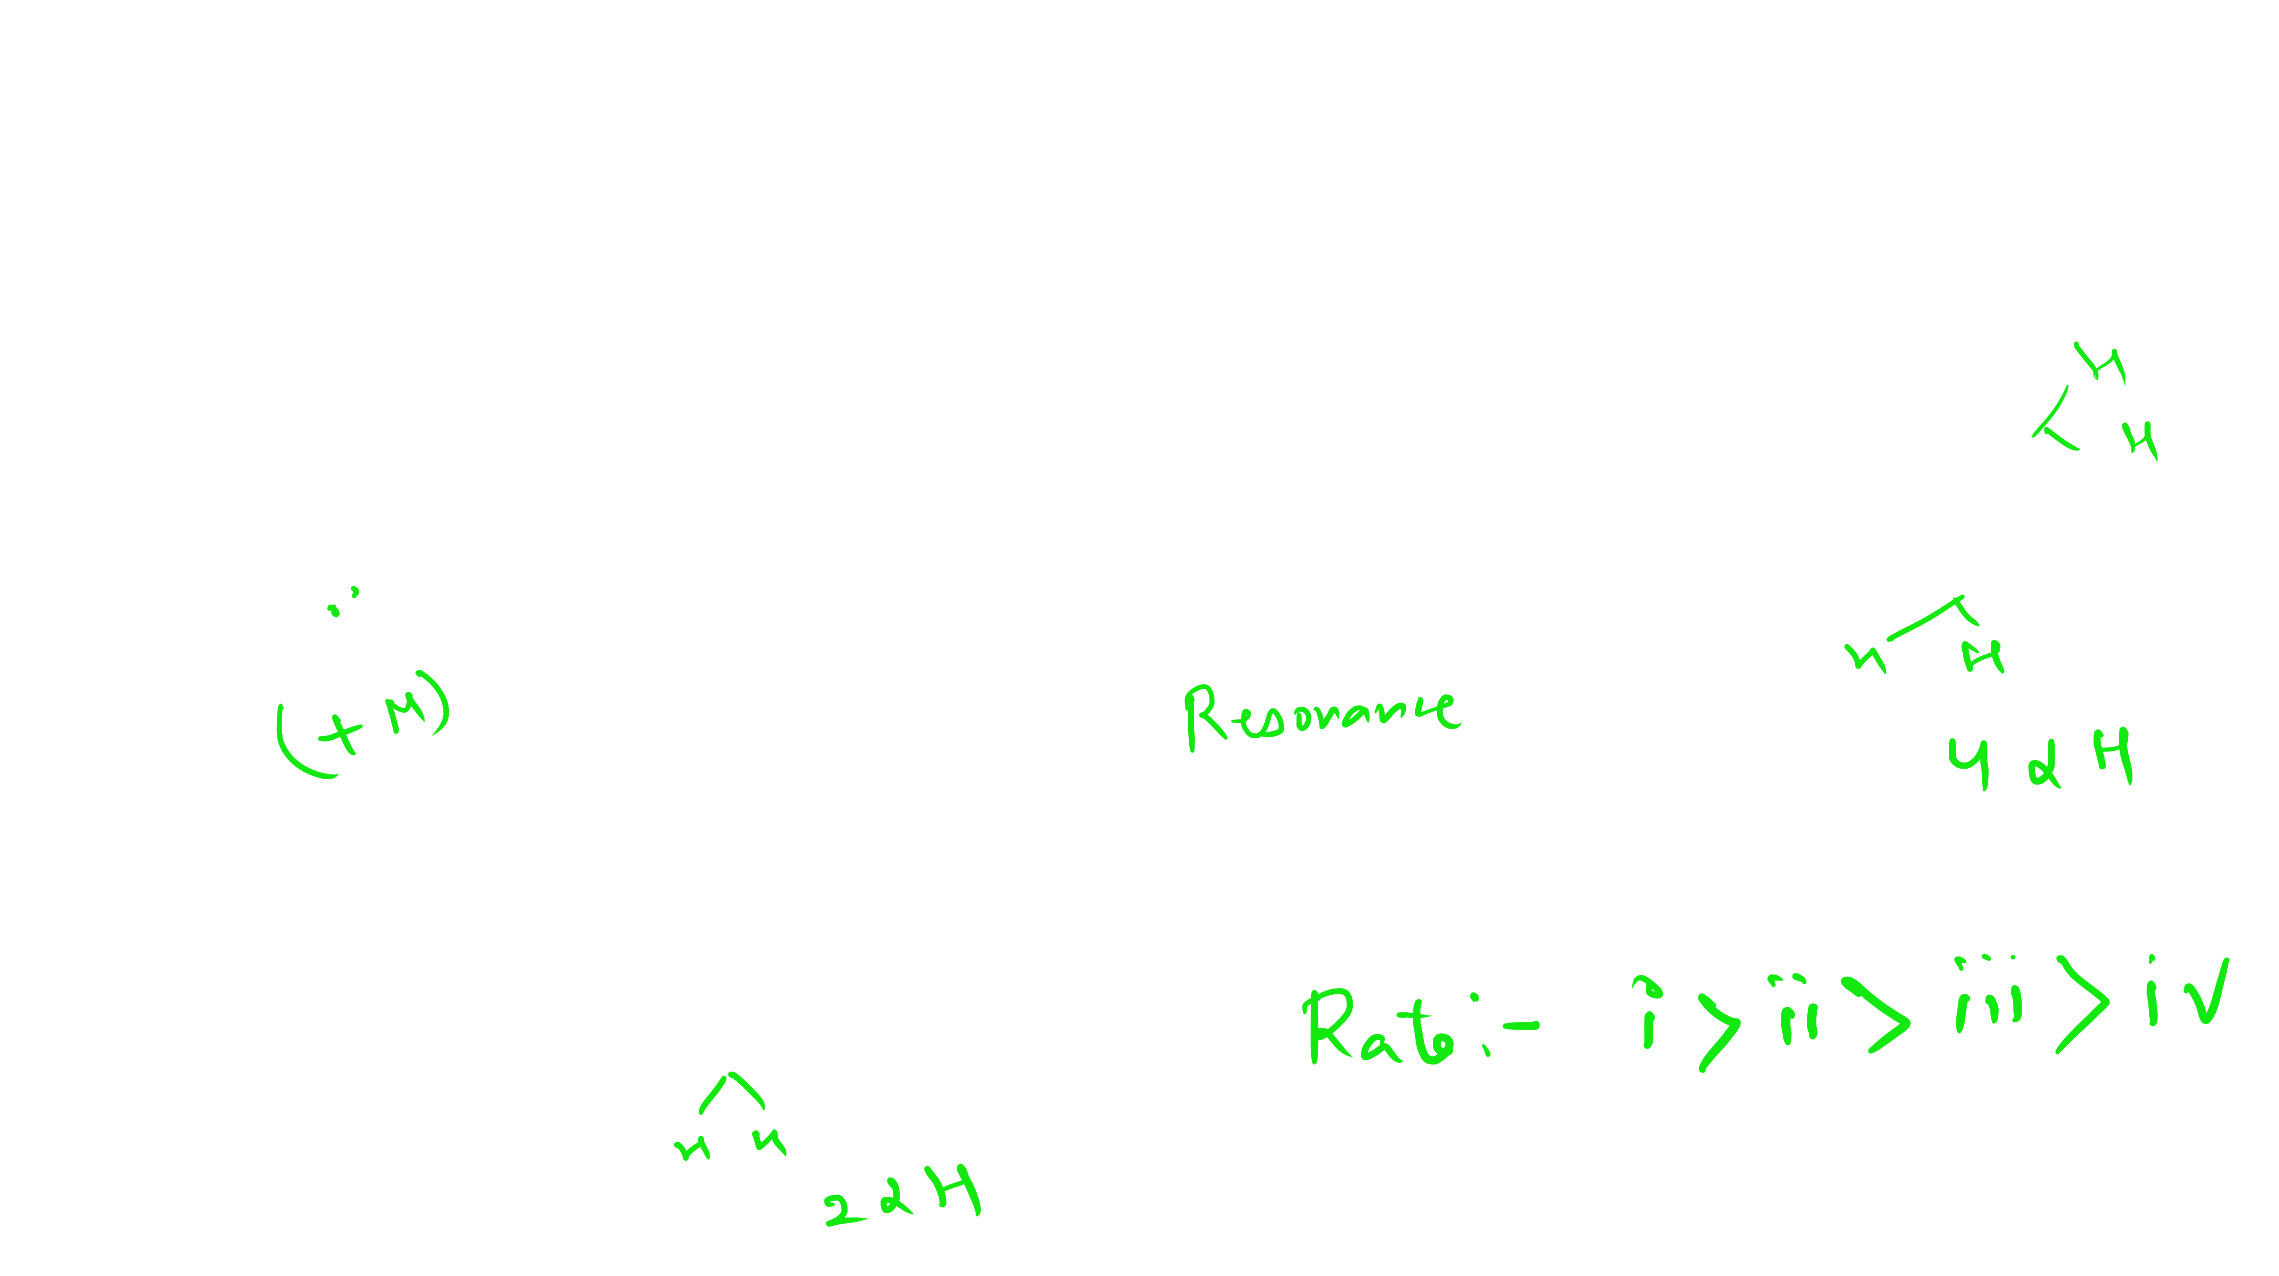 H
H
H H
(+M)
Resonance
4 α H
Rate :- i > ii > iii > iv
H H
2 α H